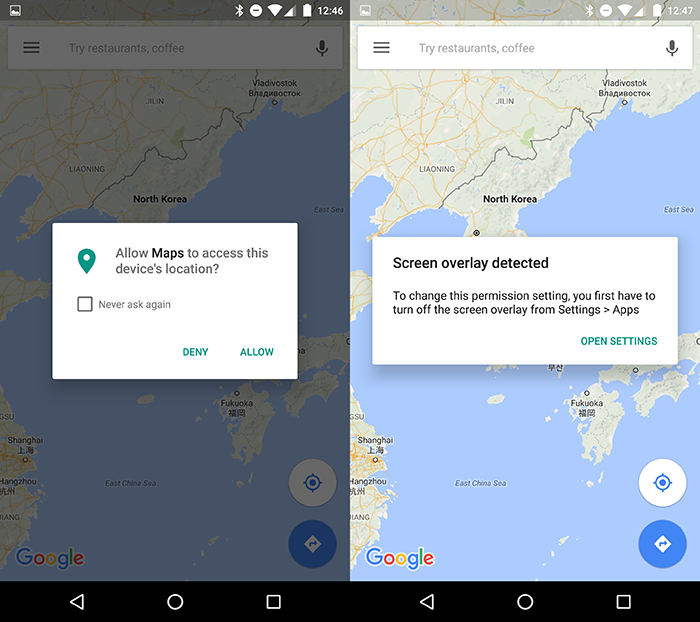 12:46
Try restaurants, coffee
Vladivostok
Владивосток
JILIN
LIAONING
North Korea
East Sea
Allow Maps to access this
device's location?
Never ask again
DENY
ALLOW
Fukuoka
福岡
GSU
Shanghai
上海
Hangzhou
杭州
JIANG
East China Sea
Google
12:47
Try restaurants, coffee
Vladivostok
Владивосток
JILIN
LIAONING
North Korea
East Sea
Screen overlay detected
To change this permission setting, you first have to
turn off the screen overlay from Settings > Apps
OPEN SETTINGS
부산
Fukuoka
福岡
GSU
Shanghai
上海
Hangzhou
杭州
JIANG
East China Sea
Google